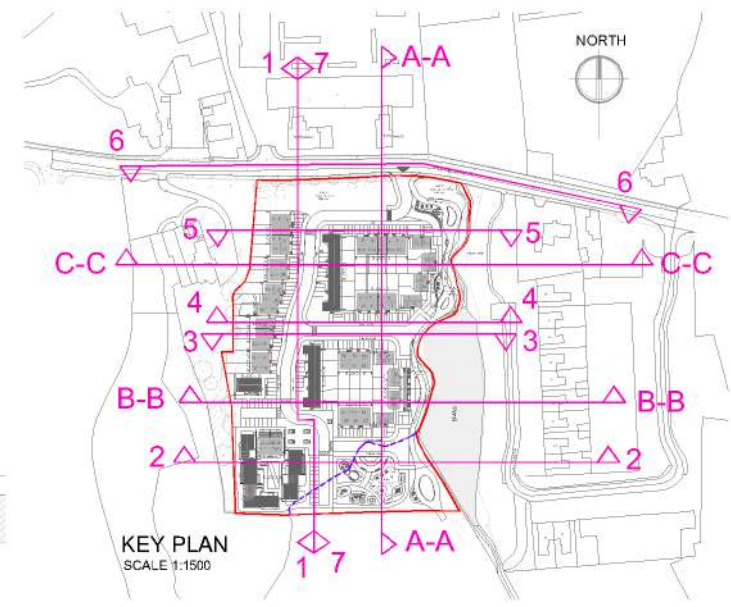 NORTH
1 7
A-A
6
6
5
5
C-C
C-C
4
4
3
3
B-B
B-B
2
2
KEY PLAN
SCALE 1:1500
1 7
A-A